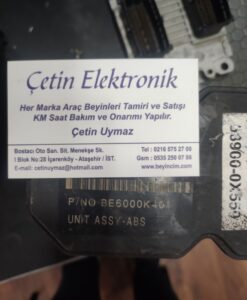 Çetin Elektronik
Her Marka Araç Beyinleri Tamiri ve Satışı
KM Saat Bakım ve Onarımı Yapılır.
Çetin Uymaz
Bostacı Oto San. Sit. Menekşe Sk.
I Blok No:28 İçerenköy - Ataşehir / İST.
E-mail: cetinuymaz@hotmail.com
Tel : 0216 575 27 00
Gsm : 0535 250 07 88
www.beyincim.com
P/NO BE6000K
UNIT ASSY-ABS